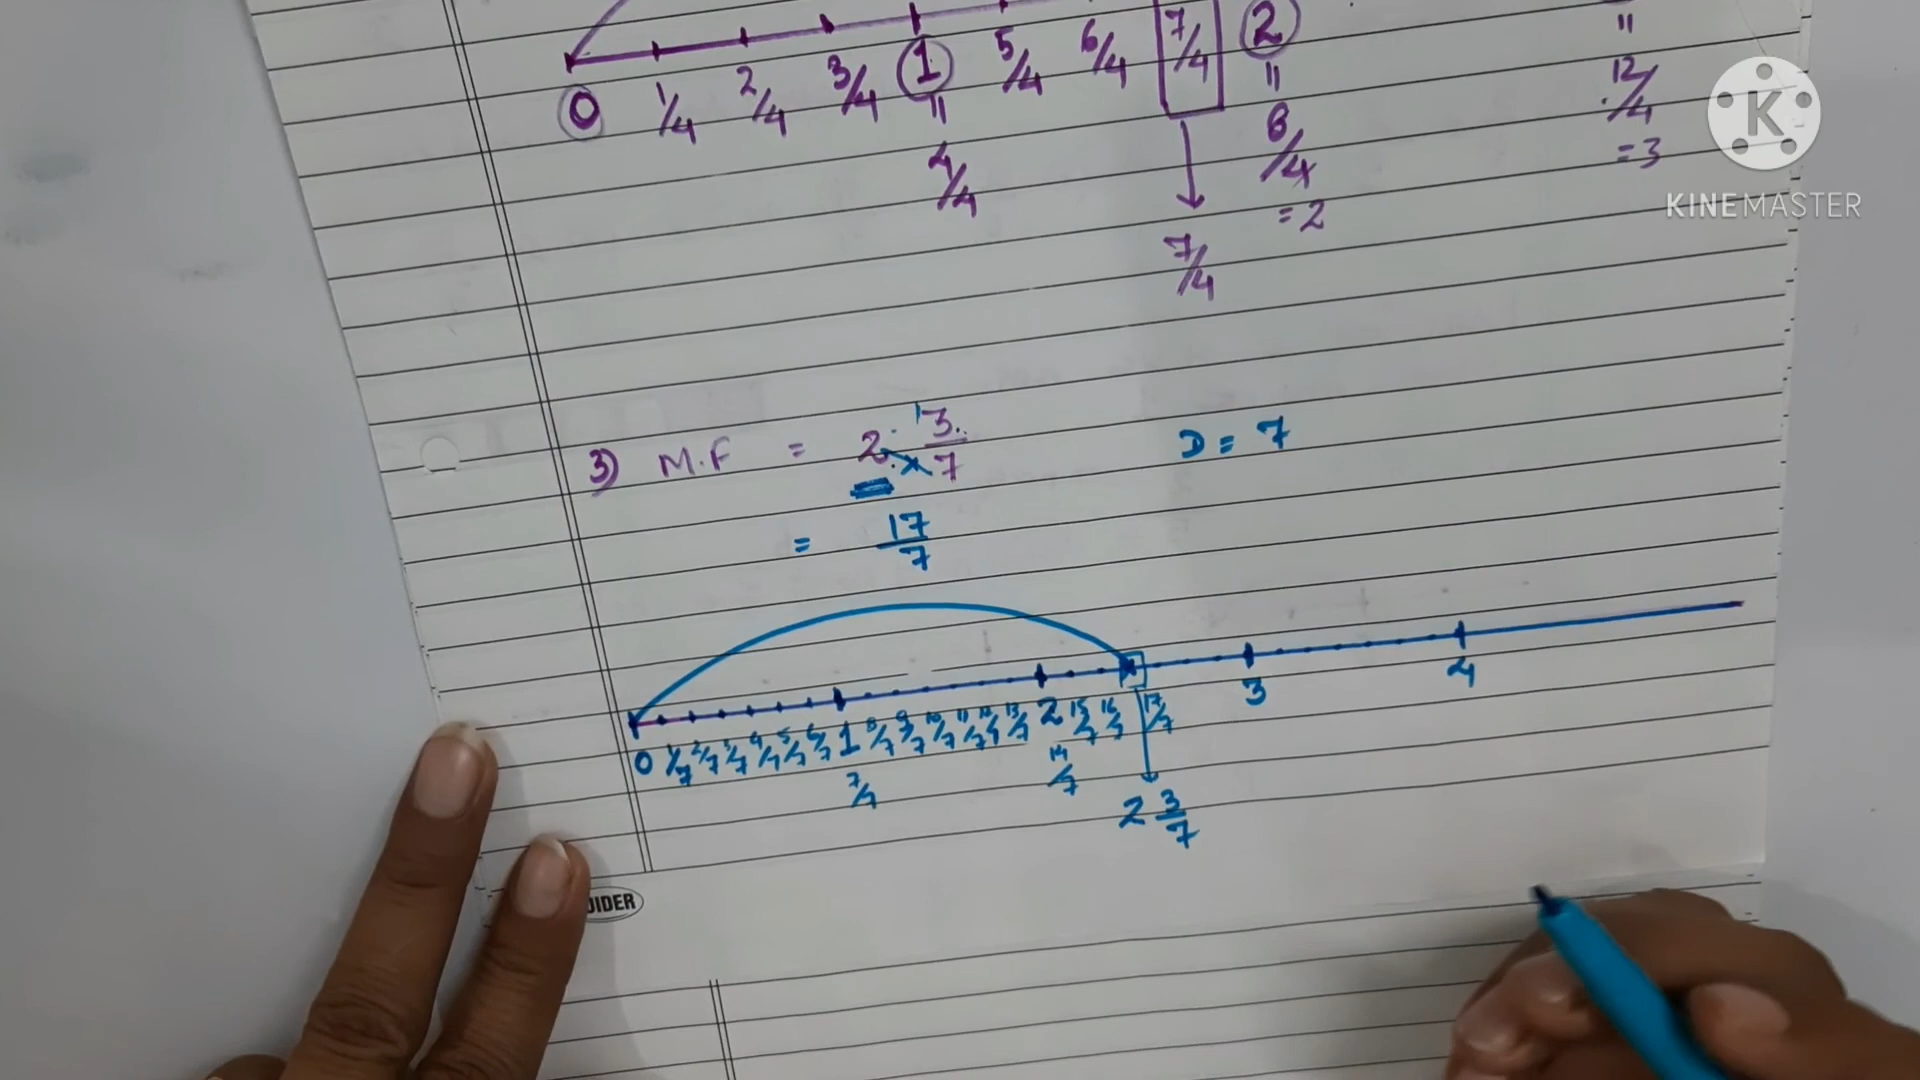 0 1/4 2/4 3/4 1 5/4 6/4 7/4 2
= = =
4/4 8/4 12/4
= 2 = 3
7/4
K
KINEMASTER
3) M.F = 2 3/7 D = 7
= 17/7
0 1/7 2/7 3/7 4/7 5/7 6/7 1 8/7 9/7 10/7 11/7 12/7 13/7 2 15/7 16/7 17/7 3 4
7/7 14/7
2 3/7